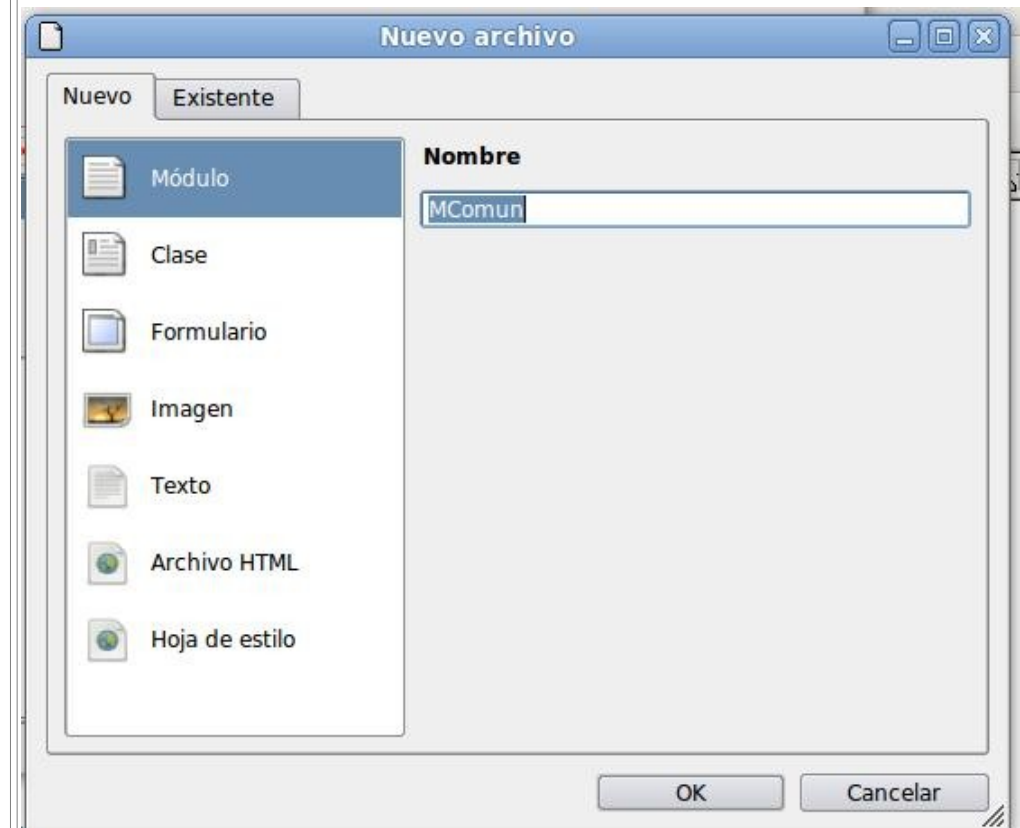 Nuevo archivo
Nuevo
Existente
Módulo
Clase
Formulario
Imagen
Texto
Archivo HTML
Hoja de estilo
Nombre
MComun
OK
Cancelar